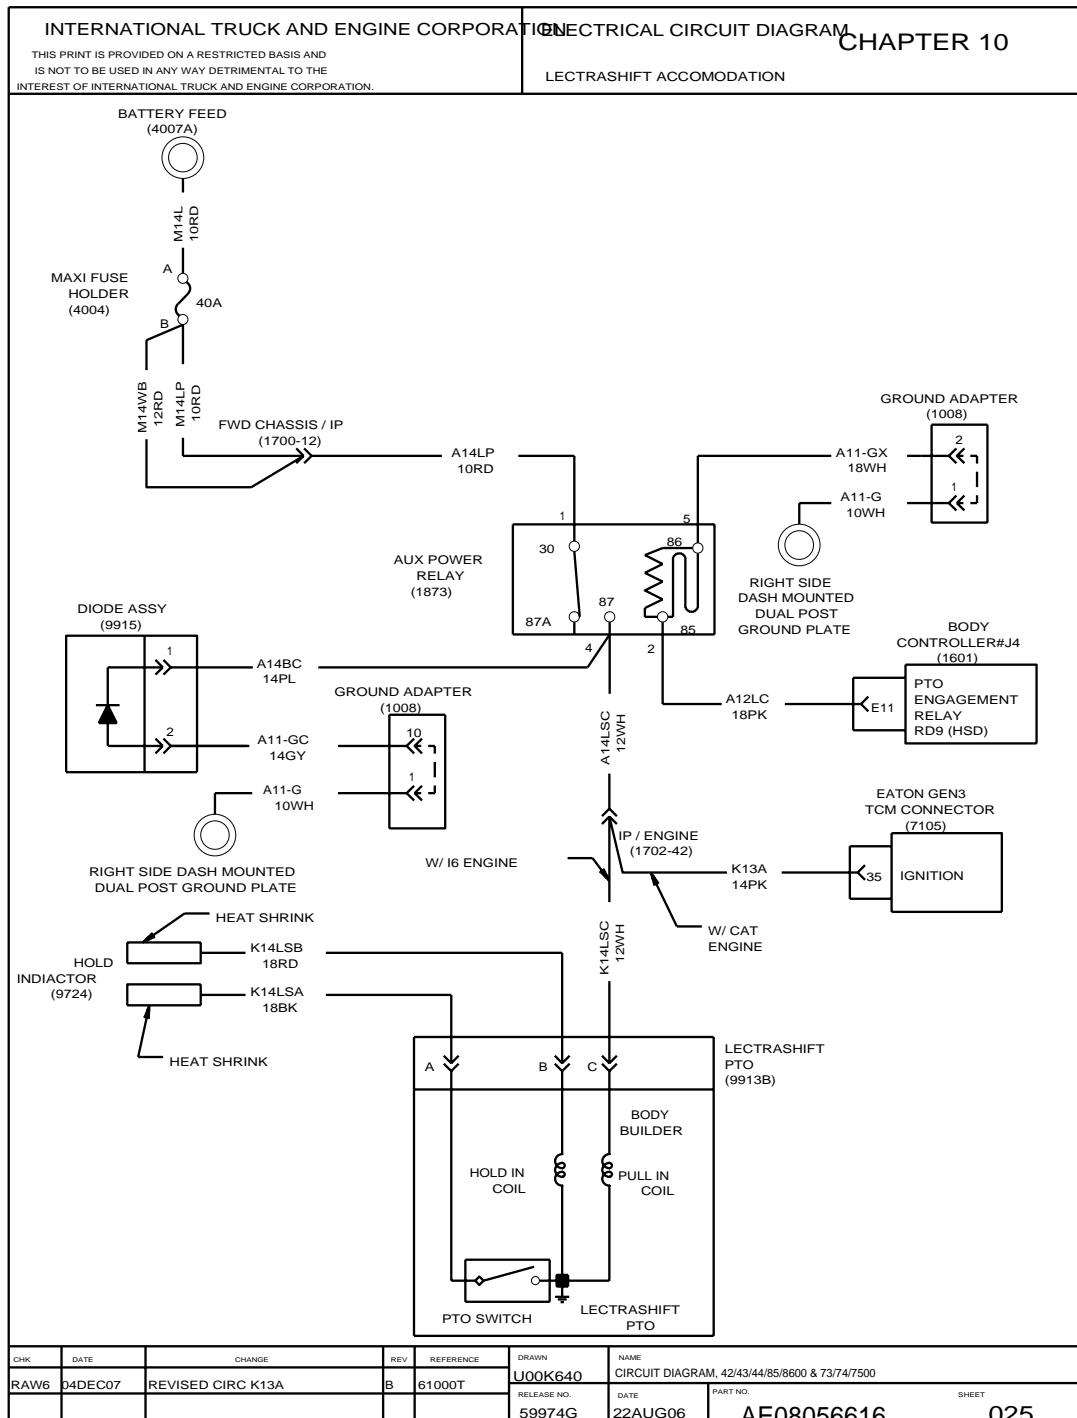 INTERNATIONAL TRUCK AND ENGINE CORPORATION
ELECTRICAL CIRCUIT DIAGRAM
CHAPTER 10
THIS PRINT IS PROVIDED ON A RESTRICTED BASIS AND
IS NOT TO BE USED IN ANY WAY DETRIMENTAL TO THE
INTEREST OF INTERNATIONAL TRUCK AND ENGINE CORPORATION.
LECTRASHIFT ACCOMODATION
BATTERY FEED
(4007A)
M14L
10RD
A
MAXI FUSE
HOLDER
(4004)
40A
B
M14WB
12RD
M14LP
10RD
FWD CHASSIS / IP
(1700-12)
A14LP
10RD
GROUND ADAPTER
(1008)
2
A11-GX
18WH
1
A11-G
10WH
RIGHT SIDE
DASH MOUNTED
DUAL POST
GROUND PLATE
1
5
30
86
AUX POWER
RELAY
(1873)
87
87A
85
4
2
DIODE ASSY
(9915)
1
A14BC
14PL
2
A11-GC
14GY
GROUND ADAPTER
(1008)
10
1
A11-G
10WH
RIGHT SIDE DASH MOUNTED
DUAL POST GROUND PLATE
A14LSC
12WH
A12LC
18PK
BODY
CONTROLLER#J4
(1601)
E11
PTO
ENGAGEMENT
RELAY
RD9 (HSD)
EATON GEN3
TCM CONNECTOR
(7105)
35
IGNITION
IP / ENGINE
(1702-42)
W/ I6 ENGINE
K13A
14PK
W/ CAT
ENGINE
K14LSC
12WH
HEAT SHRINK
HOLD
INDIACTOR
(9724)
K14LSB
18RD
K14LSA
18BK
HEAT SHRINK
A
B
C
LECTRASHIFT
PTO
(9913B)
BODY
BUILDER
HOLD IN
COIL
PULL IN
COIL
PTO SWITCH
LECTRASHIFT
PTO
CHK
DATE
CHANGE
REV
REFERENCE
DRAWN
NAME
RAW6
04DEC07
REVISED CIRC K13A
B
61000T
U00K640
CIRCUIT DIAGRAM, 42/43/44/85/8600 & 73/74/7500
RELEASE NO.
DATE
PART NO.
SHEET
59974G
22AUG06
AE08056616
025